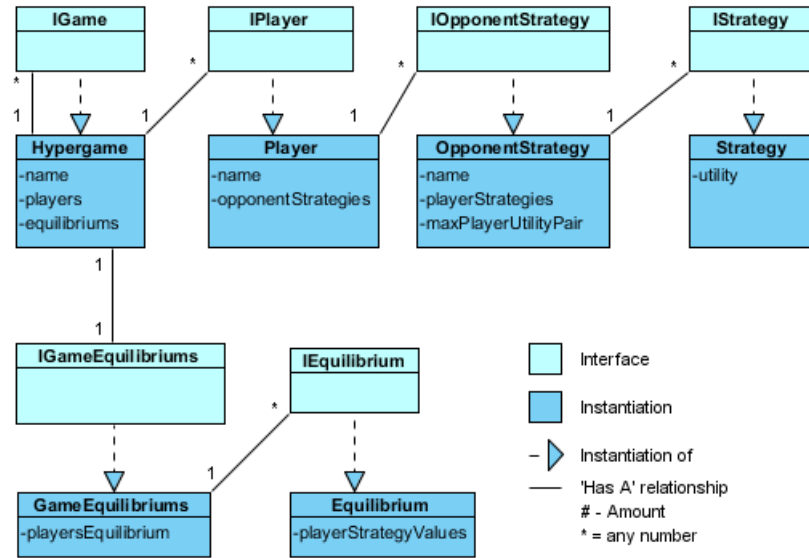 IGame
IPlayer
IOpponentStrategy
IStrategy
*
*
*
*
1
1
1
1
Hypergame
-name
-players
-equilibriums
Player
-name
-opponentStrategies
OpponentStrategy
-name
-playerStrategies
-maxPlayerUtilityPair
Strategy
-utility
1
1
IGameEquilibriums
IEquilibrium
*
1
GameEquilibriums
-playersEquilibrium
Equilibrium
-playerStrategyValues
Interface
Instantiation
Instantiation of
'Has A' relationship
# - Amount
* = any number